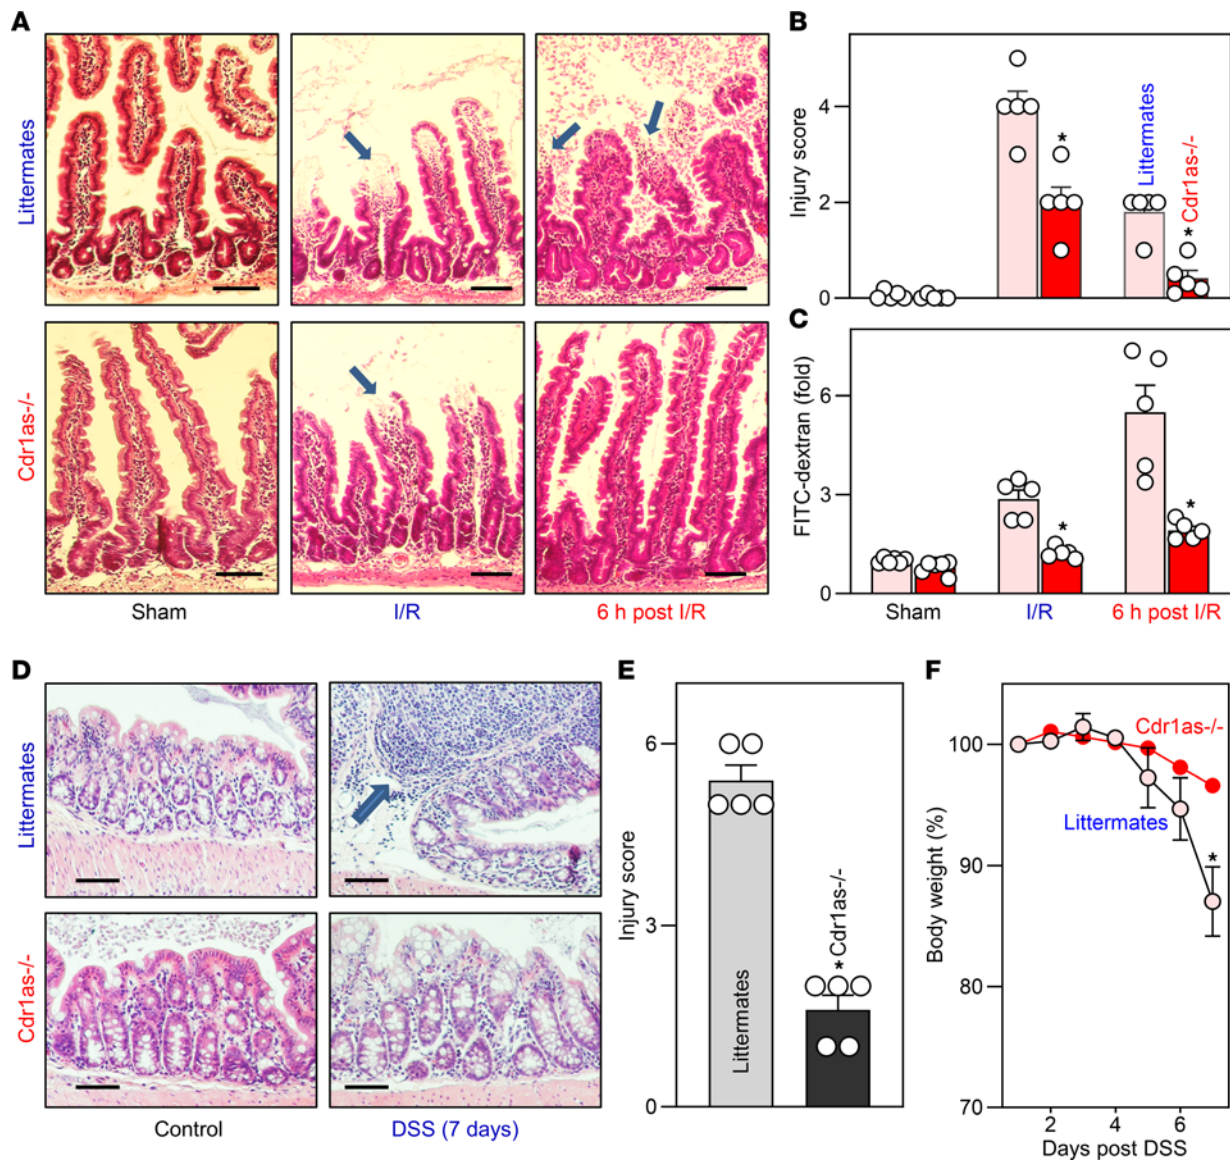 A
Littermates
Cdr1as-/-
Sham
I/R
6 h post I/R
B
Injury score
4
2
0
*
Littermates
* Cdr1as-/-
*
C
FITC-dextran (fold)
6
3
0
*
*
Sham
I/R
6 h post I/R
D
Littermates
Cdr1as-/-
Control
DSS (7 days)
E
Injury score
6
3
0
Littermates
* Cdr1as-/-
F
Body weight (%)
100
90
80
70
Cdr1as-/-
Littermates
*
2
4
6
Days post DSS